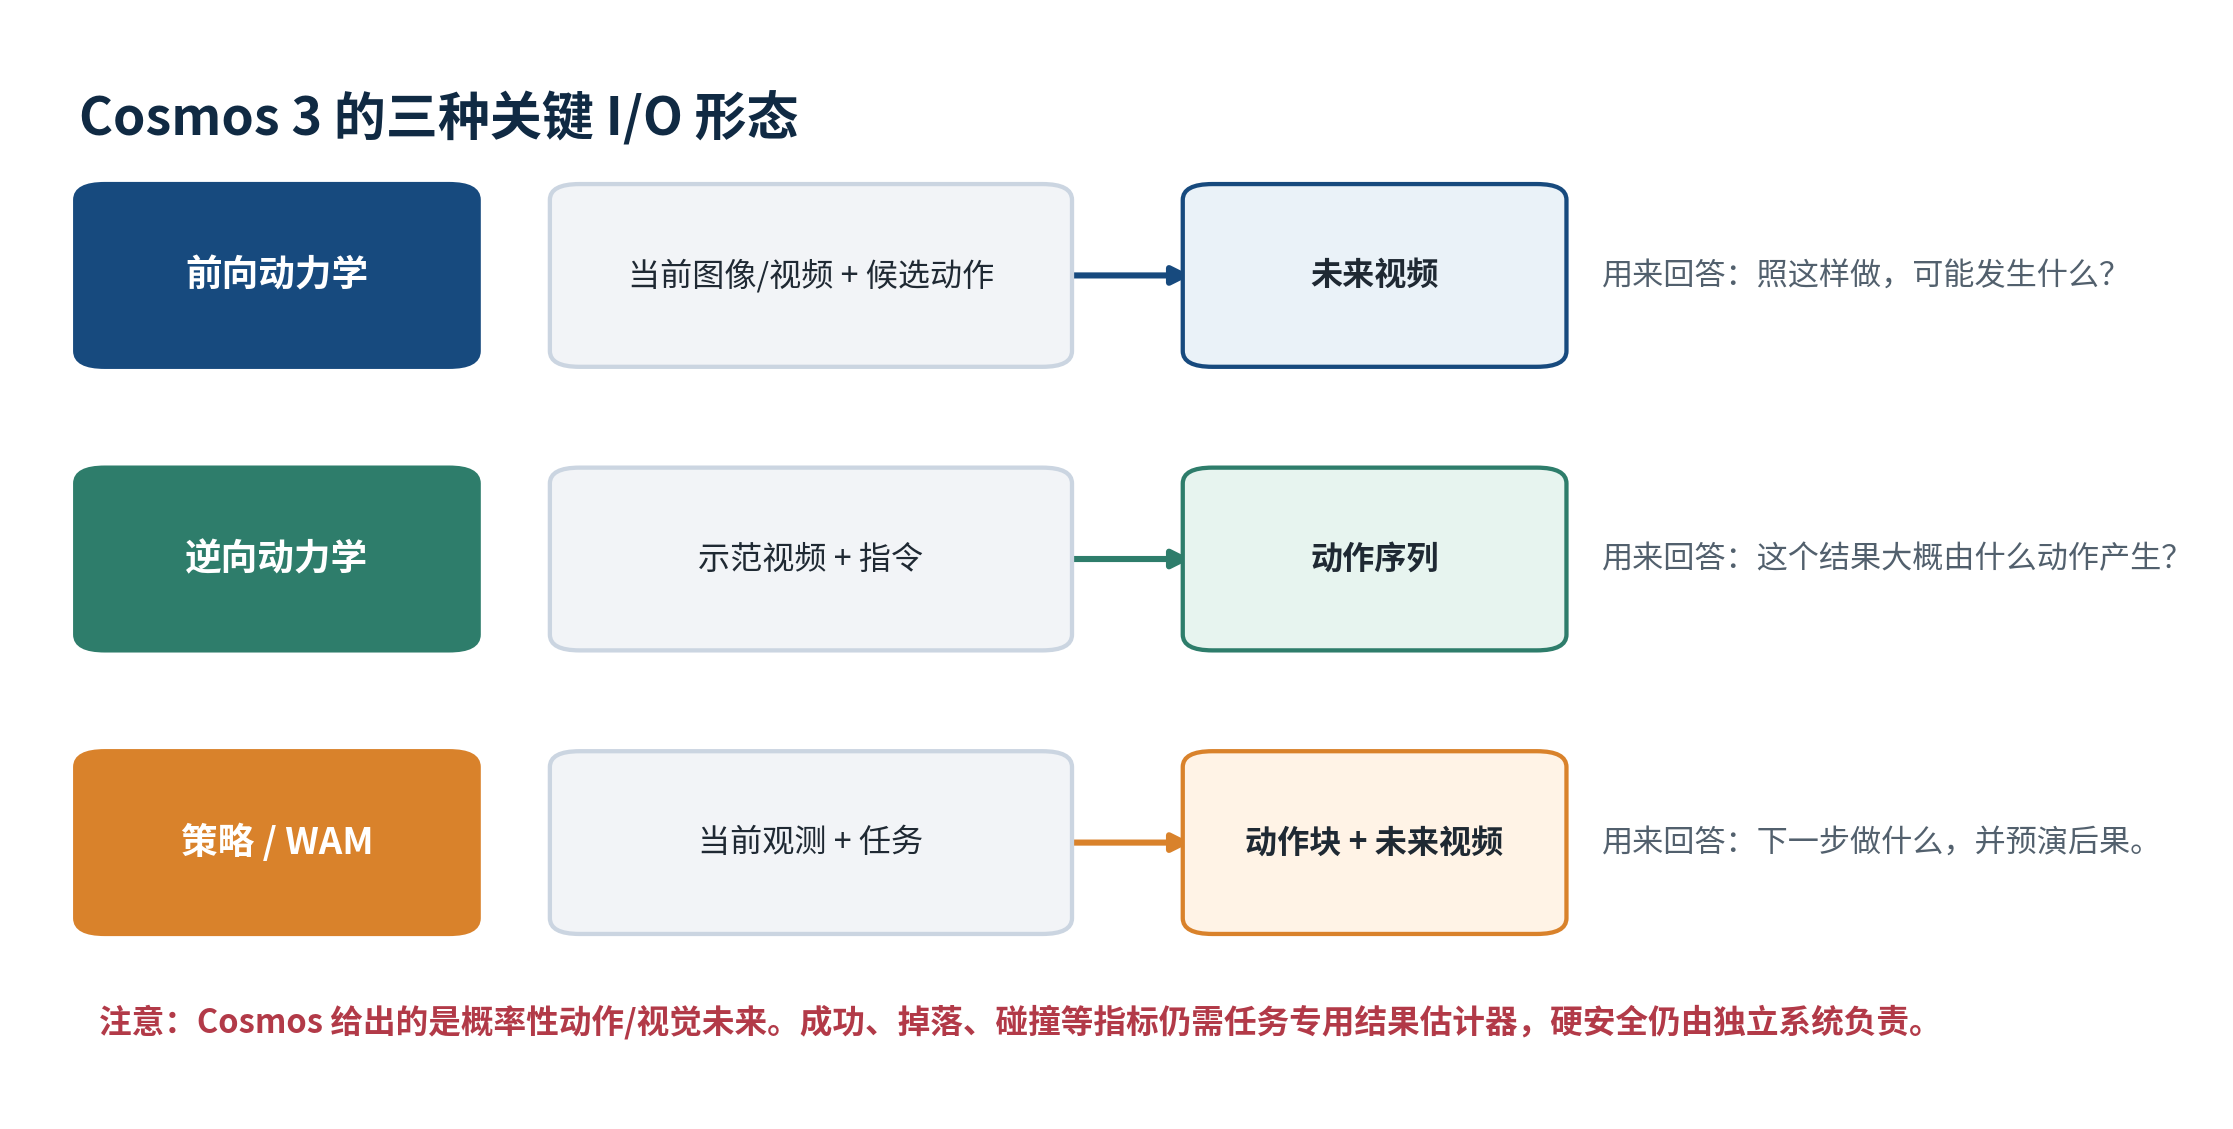 Cosmos 3 的三种关键 I/O 形态
前向动力学
当前图像/视频 + 候选动作
未来视频
用来回答：照这样做，可能发生什么？
逆向动力学
示范视频 + 指令
动作序列
用来回答：这个结果大概由什么动作产生？
策略 / WAM
当前观测 + 任务
动作块 + 未来视频
用来回答：下一步做什么，并预演后果。
注意：Cosmos 给出的是概率性动作/视觉未来。成功、掉落、碰撞等指标仍需任务专用结果估计器，硬安全仍由独立系统负责。